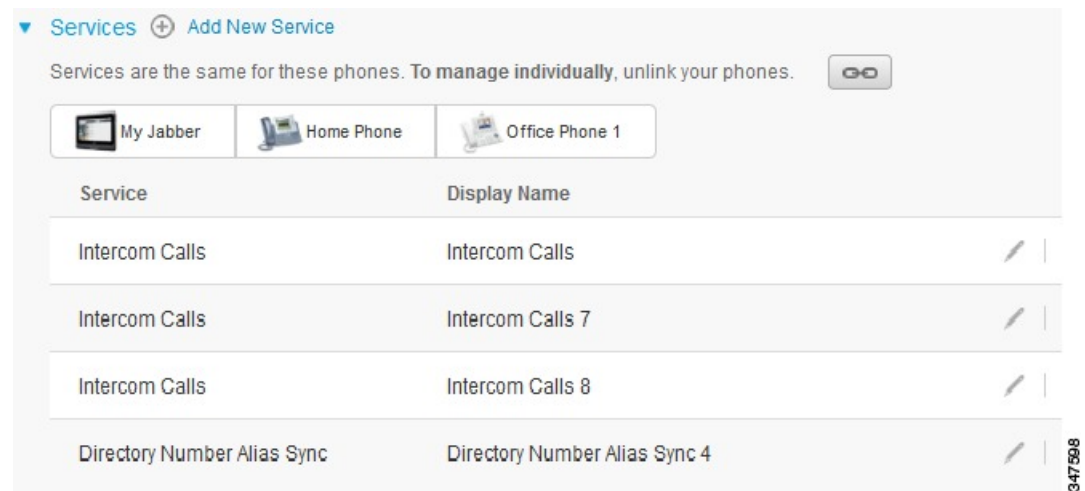 Services Add New Service
Services are the same for these phones. To manage individually, unlink your phones.
My Jabber Home Phone Office Phone 1
Service Display Name
Intercom Calls Intercom Calls
Intercom Calls Intercom Calls 7
Intercom Calls Intercom Calls 8
Directory Number Alias Sync Directory Number Alias Sync 4
347598